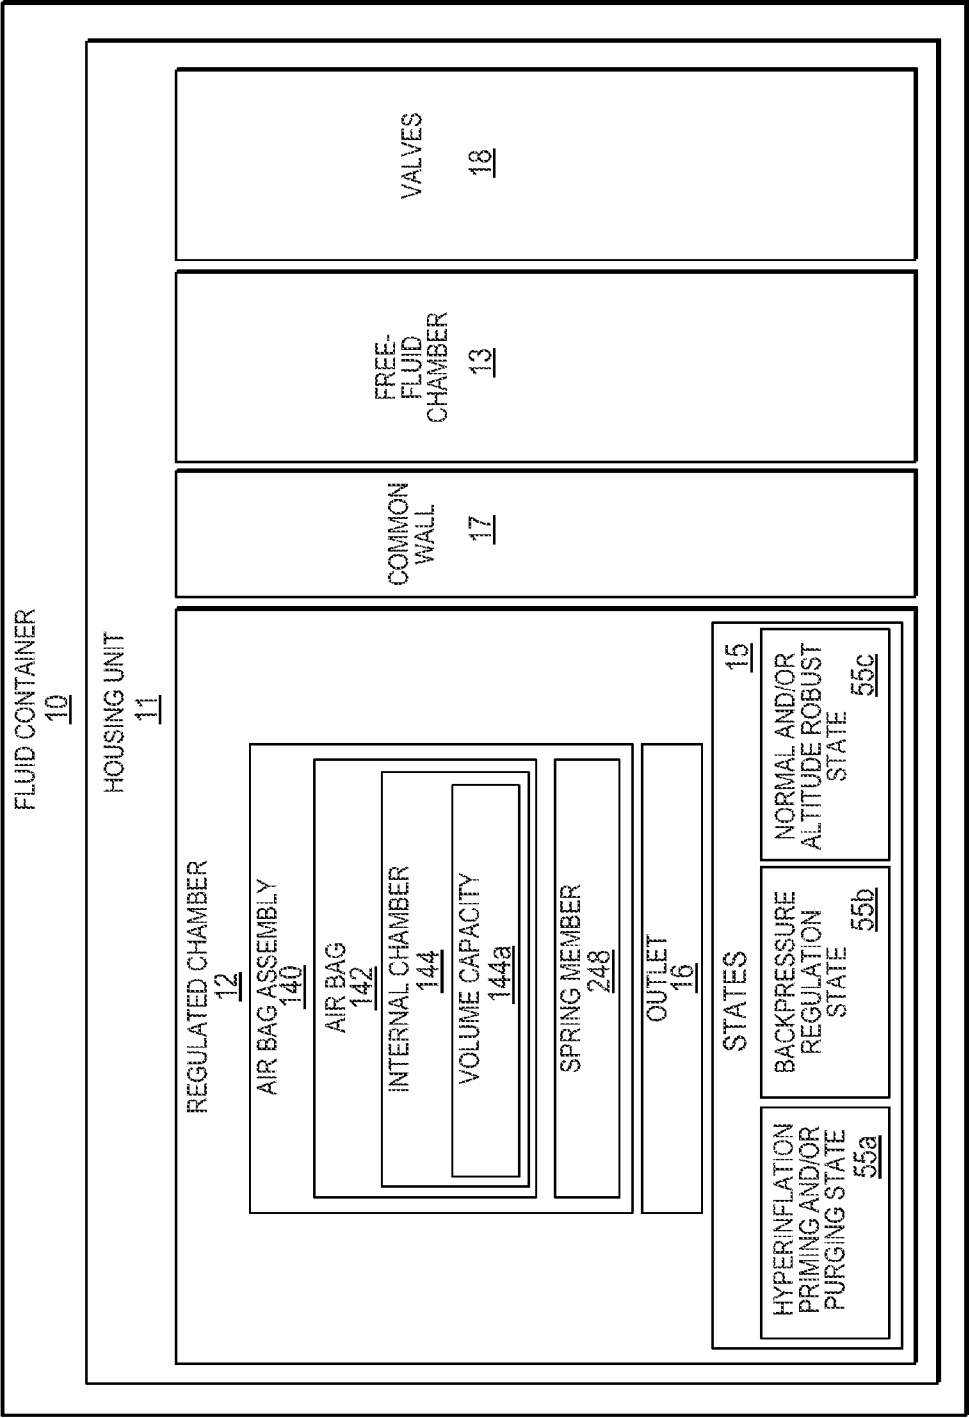 FLUID CONTAINER
10
HOUSING UNIT
11
REGULATED CHAMBER
12
AIR BAG ASSEMBLY
140
AIR BAG
142
INTERNAL CHAMBER
144
VOLUME CAPACITY
144a
SPRING MEMBER
248
OUTLET
16
STATES
15
HYPERINFLATION
PRIMING AND/OR
PURGING STATE
55a
BACKPRESSURE
REGULATION
STATE
55b
NORMAL AND/OR
ALTITUDE ROBUST
STATE
55c
COMMON
WALL
17
FREE-
FLUID
CHAMBER
13
VALVES
18